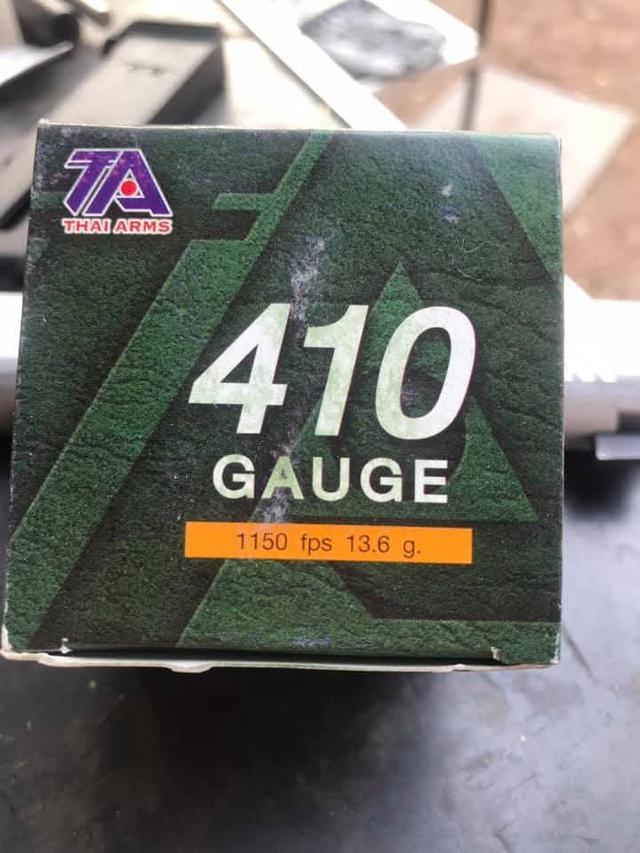 TA
THAI ARMS
410
GAUGE
1150 fps 13.6 g.